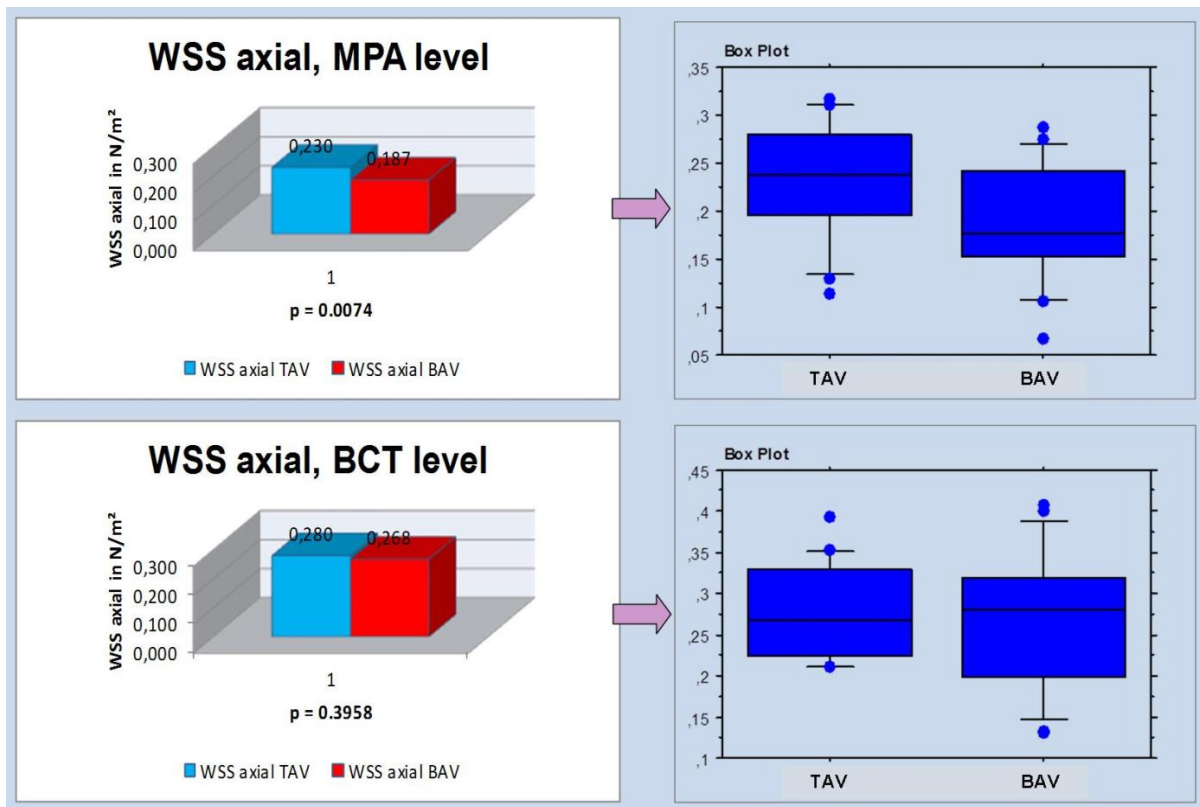 WSS axial, MPA level
WSS axial in N/m²
0,300
0,200
0,100
0,000
0,230
0,187
1
p = 0.0074
WSS axial TAV WSS axial BAV
Box Plot
,35
,3
,25
,2
,15
,1
,05
TAV BAV
WSS axial, BCT level
WSS axial in N/m²
0,300
0,200
0,100
0,000
0,280
0,268
1
p = 0.3958
WSS axial TAV WSS axial BAV
Box Plot
,45
,4
,35
,3
,25
,2
,15
,1
TAV BAV